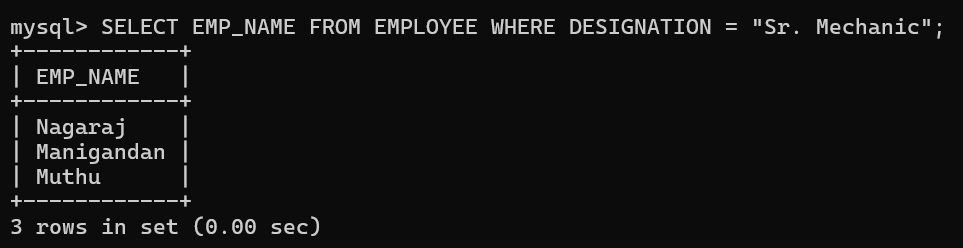 mysql> SELECT EMP_NAME FROM EMPLOYEE WHERE DESIGNATION = "Sr. Mechanic";
+------------+
| EMP_NAME   |
+------------+
| Nagaraj    |
| Manigandan |
| Muthu      |
+------------+
3 rows in set (0.00 sec)